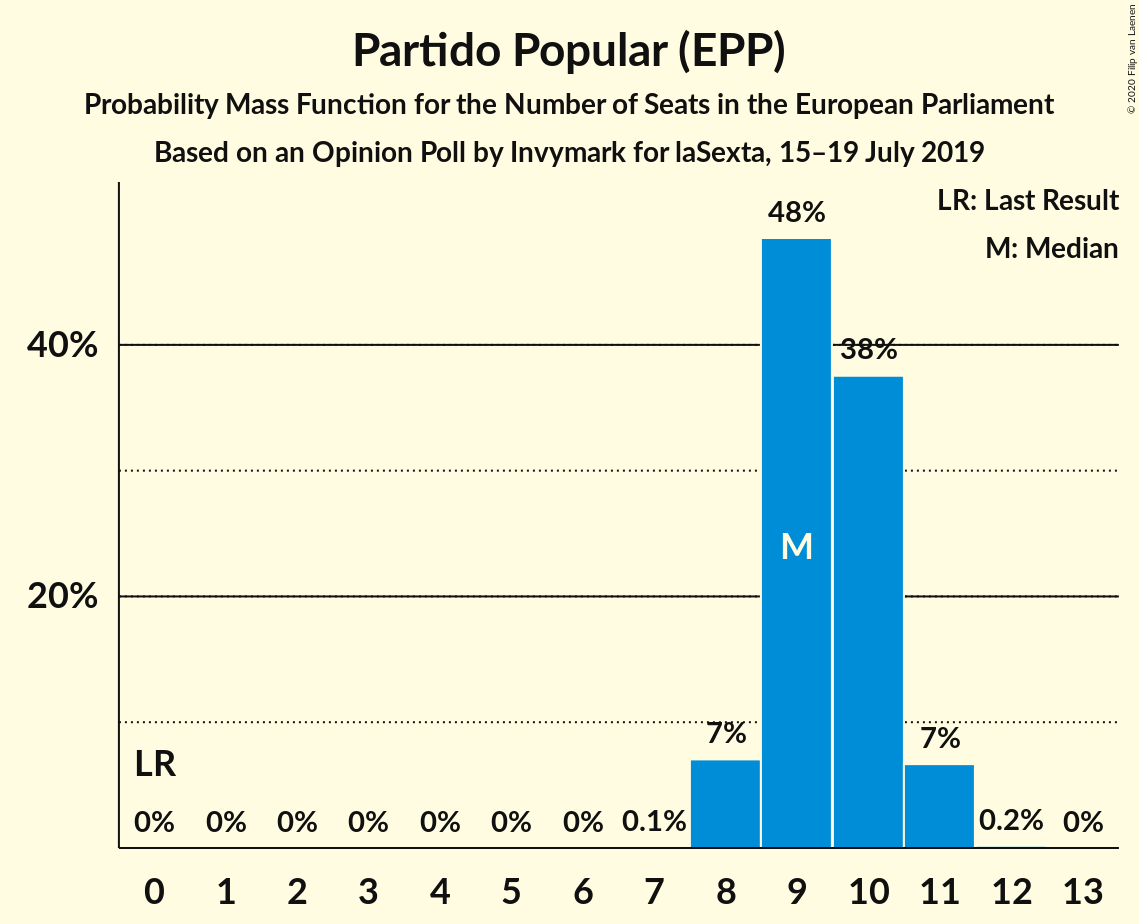 Partido Popular (EPP)
Probability Mass Function for the Number of Seats in the European Parliament
Based on an Opinion Poll by Invymark for laSexta, 15–19 July 2019
© 2020 Filip van Laenen
LR: Last Result
M: Median
48%
40%
38%
M
20%
7%
7%
LR
0% 0% 0% 0% 0% 0% 0% 0.1% 0.2% 0%
0 1 2 3 4 5 6 7 8 9 10 11 12 13